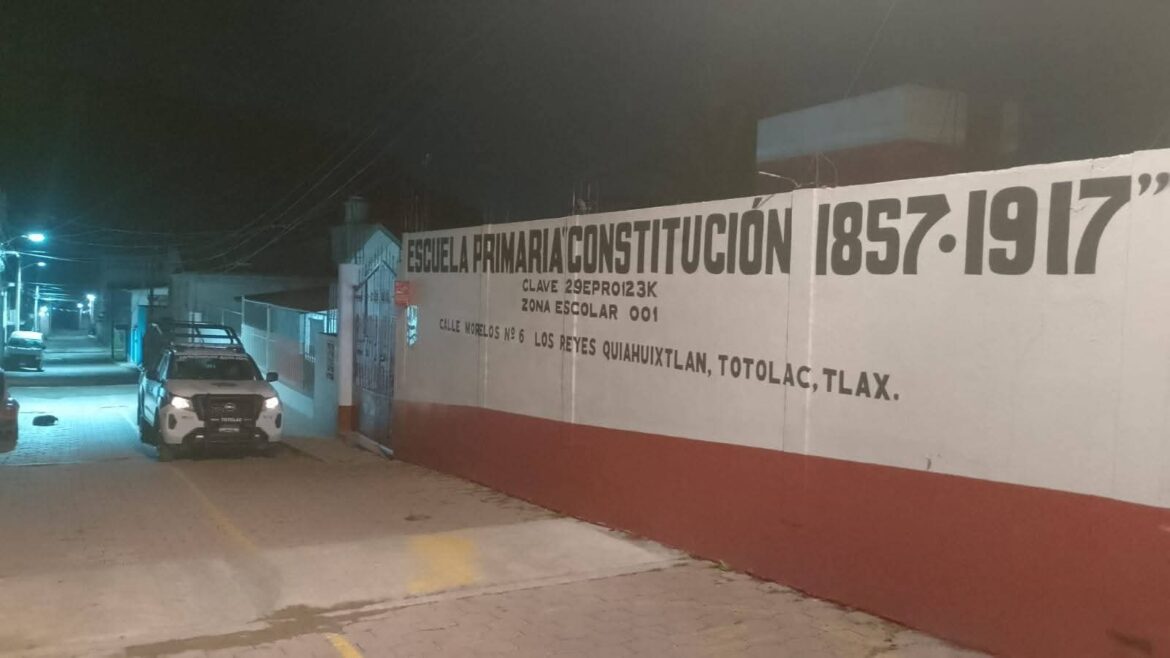 ESCUELA PRIMARIA "CONSTITUCIÓN 1857·1917"
CLAVE 29EPR0123K
ZONA ESCOLAR 001
CALLE MORELOS Nº 6 LOS REYES QUIAHUIXTLAN, TOTOLAC, TLAX.
TOTOLAC